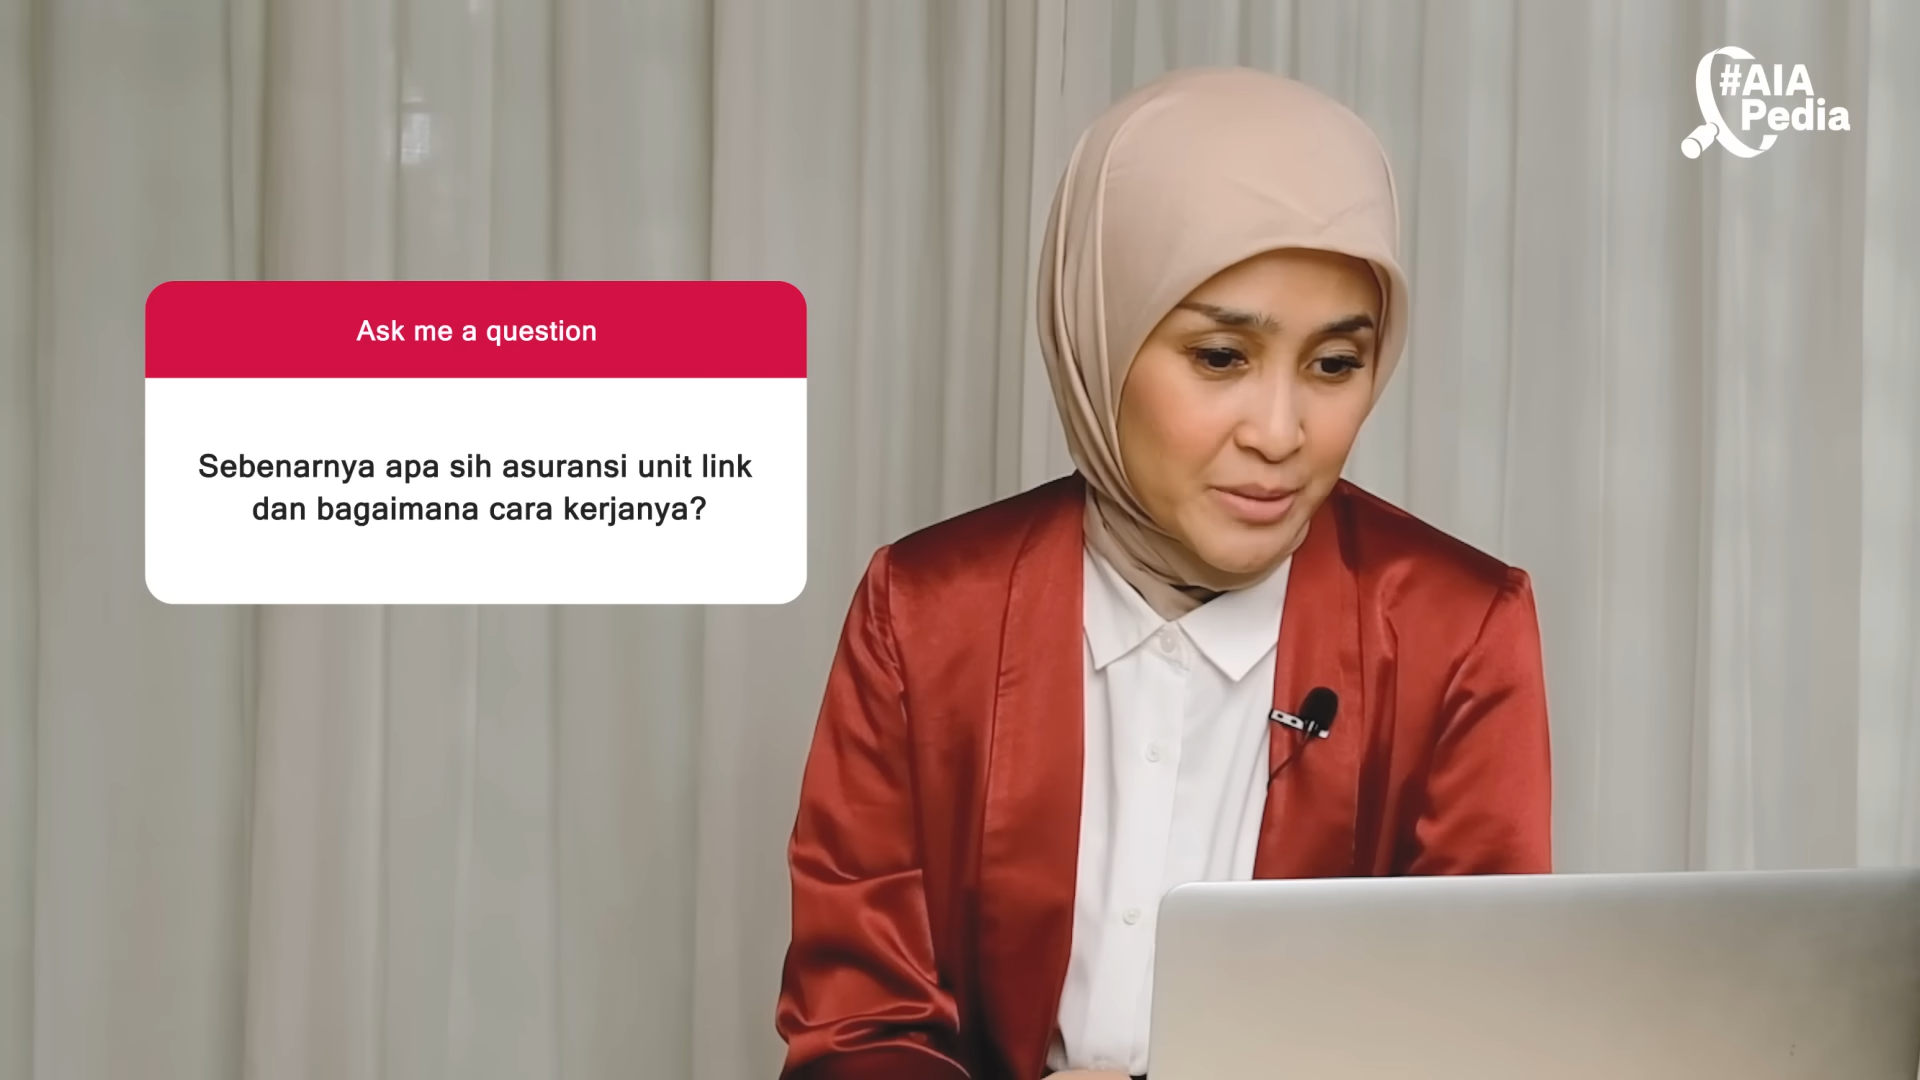 #AIA
Pedia
Ask me a question
Sebenarnya apa sih asuransi unit link
dan bagaimana cara kerjanya?